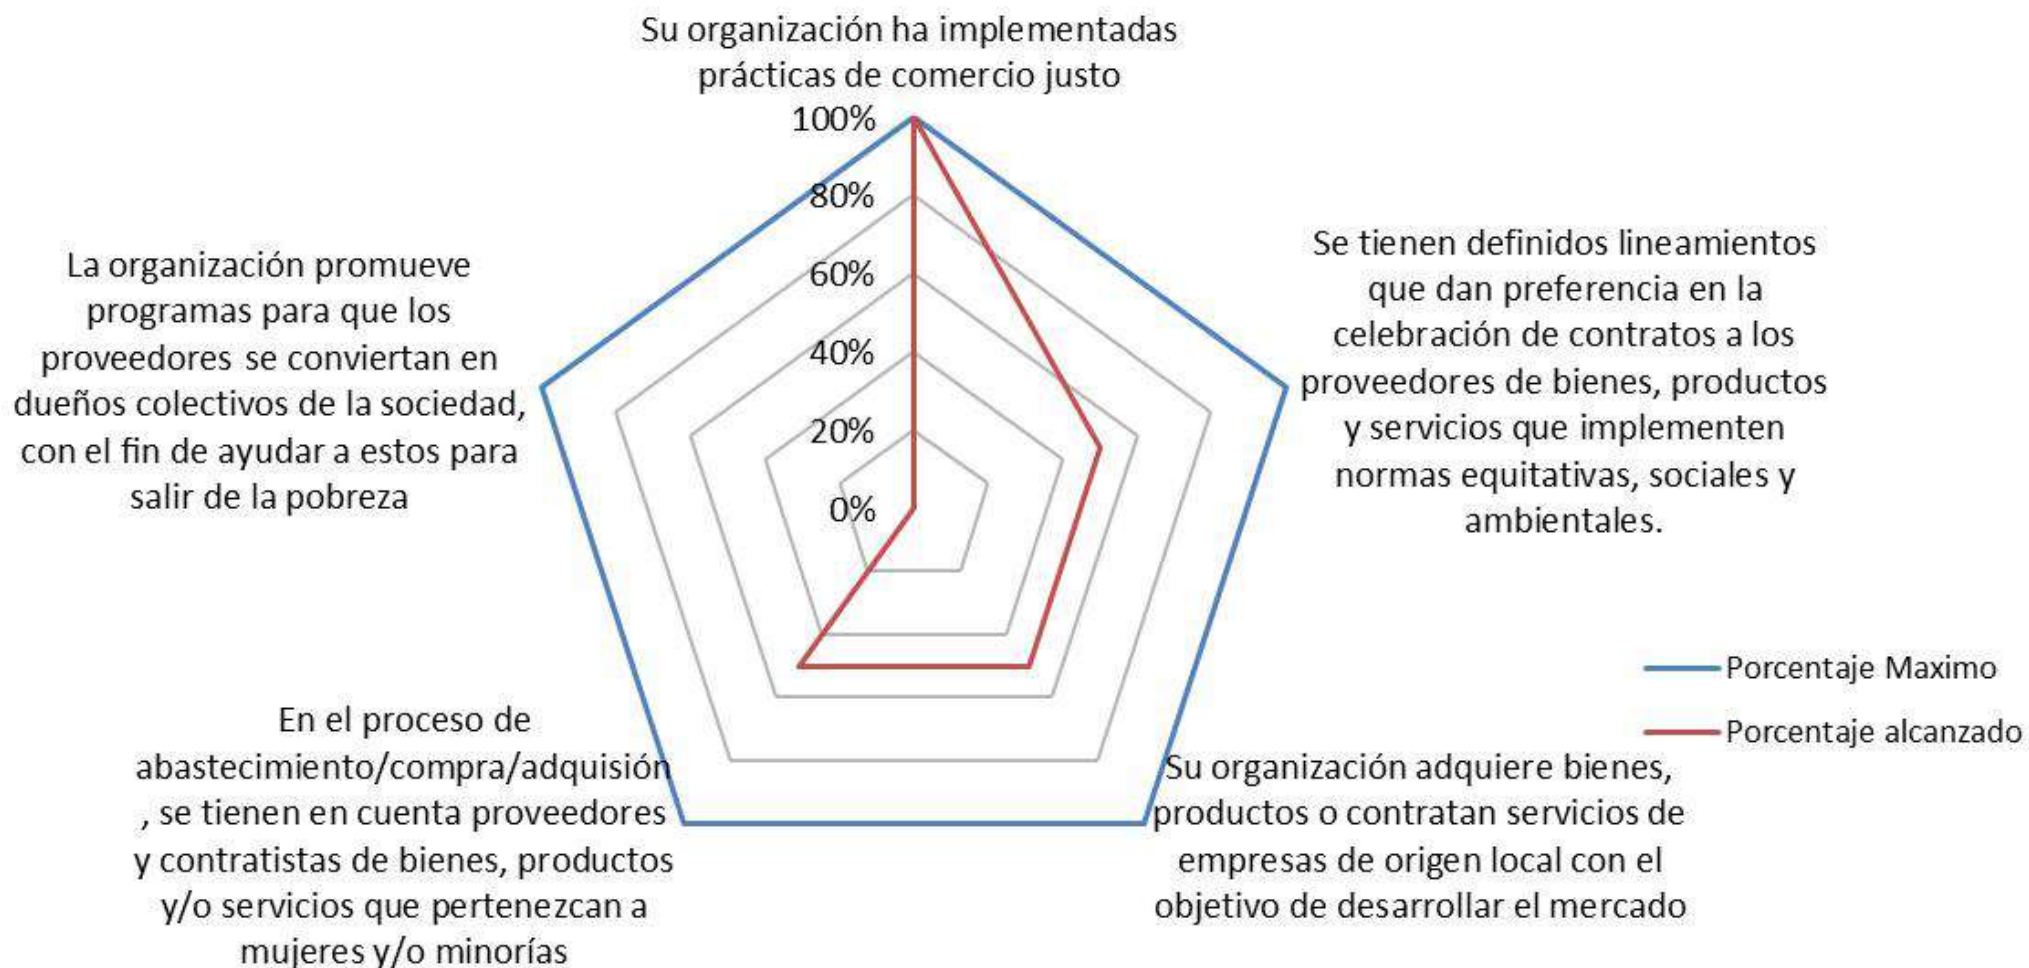 Su organización ha implementadas
prácticas de comercio justo
100%
80%
60%
40%
20%
0%
Se tienen definidos lineamientos
que dan preferencia en la
celebración de contratos a los
proveedores de bienes, productos
y servicios que implementen
normas equitativas, sociales y
ambientales.
Su organización adquiere bienes,
productos o contratan servicios de
empresas de origen local con el
objetivo de desarrollar el mercado
En el proceso de
abastecimiento/compra/adquisión
, se tienen en cuenta proveedores
y contratistas de bienes, productos
y/o servicios que pertenezcan a
mujeres y/o minorías
La organización promueve
programas para que los
proveedores se conviertan en
dueños colectivos de la sociedad,
con el fin de ayudar a estos para
salir de la pobreza
Porcentaje Maximo
Porcentaje alcanzado